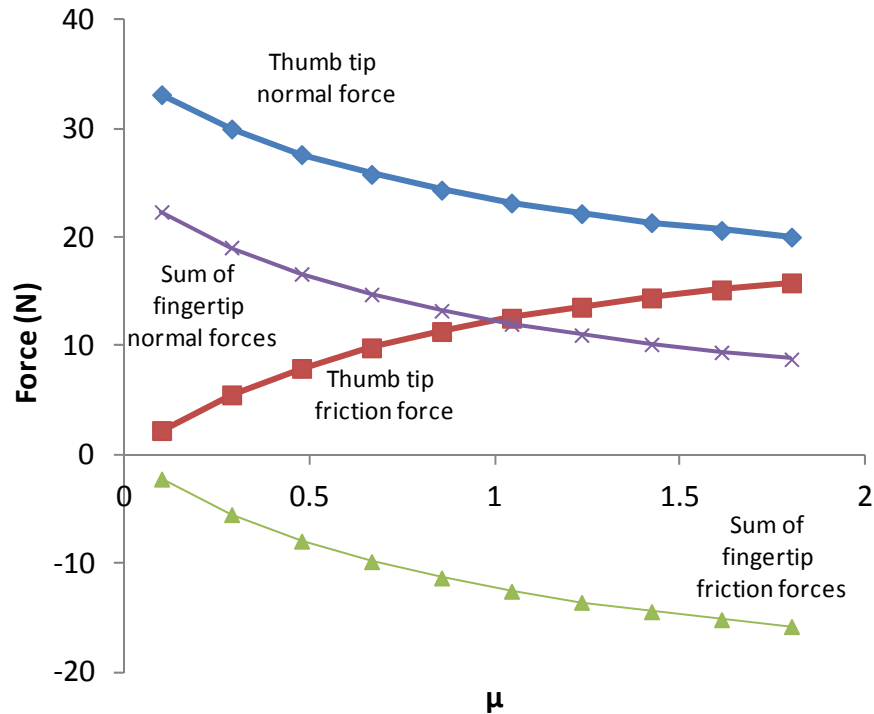 40
30
20
10
0
-10
-20
Force (N)
0
0.5
1
1.5
2
μ
Thumb tip
normal force
Sum of
fingertip
normal forces
Thumb tip
friction force
Sum of
fingertip
friction forces